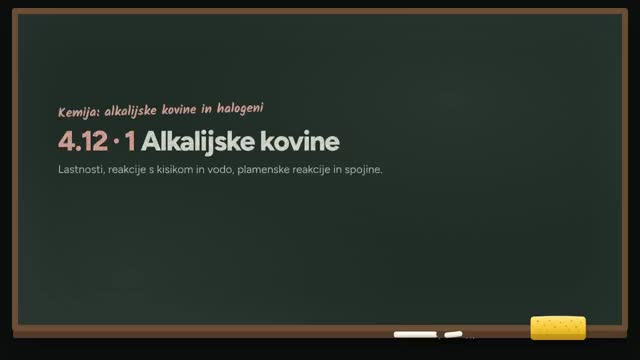 Kemija: alkalijske kovine in halogeni
4.12 · 1 Alkalijske kovine
Lastnosti, reakcije s kisikom in vodo, plamenske reakcije in spojine.